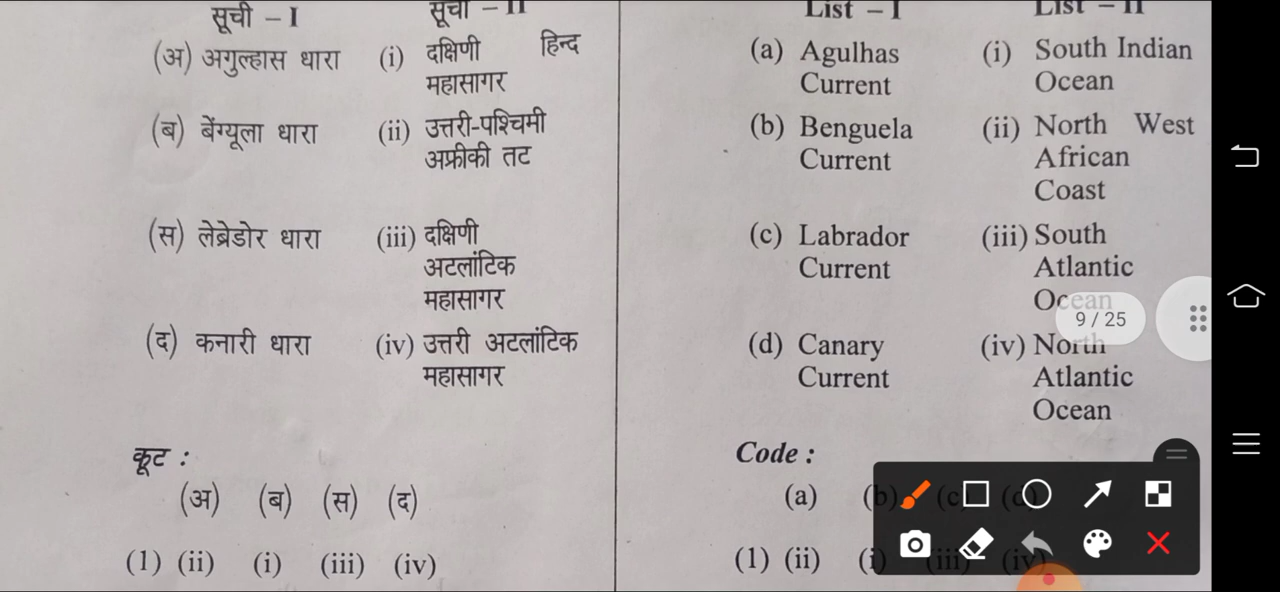 सूची – I
सूची – II
(अ) अगुल्हास धारा (i) दक्षिणी हिन्द
महासागर
(ब) बेंग्यूला धारा (ii) उत्तरी-पश्चिमी
अफ्रीकी तट
(स) लेब्रेडोर धारा (iii) दक्षिणी
अटलांटिक
महासागर
(द) कनारी धारा (iv) उत्तरी अटलांटिक
महासागर
कूट :
(अ) (ब) (स) (द)
(1) (ii) (i) (iii) (iv)
List – I List – II
(a) Agulhas (i) South Indian
Current Ocean
(b) Benguela (ii) North West
Current African
Coast
(c) Labrador (iii) South
Current Atlantic
Ocean
9 / 25
(d) Canary (iv) North
Current Atlantic
Ocean
Code :
(a) (b) (c) (d)
(1) (ii) (i) (iii) (iv)